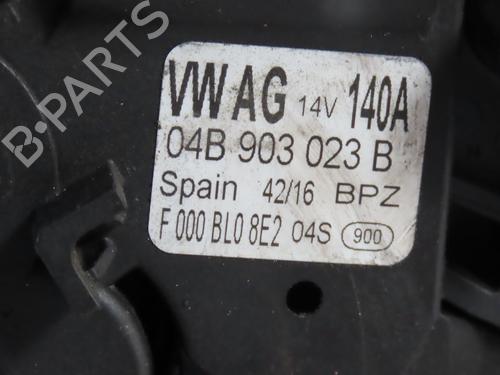 VW AG 14V 140A
04B 903 023 B
Spain 42/16 BPZ
F 000 BL0 8E2 04S 900
B-PARTS